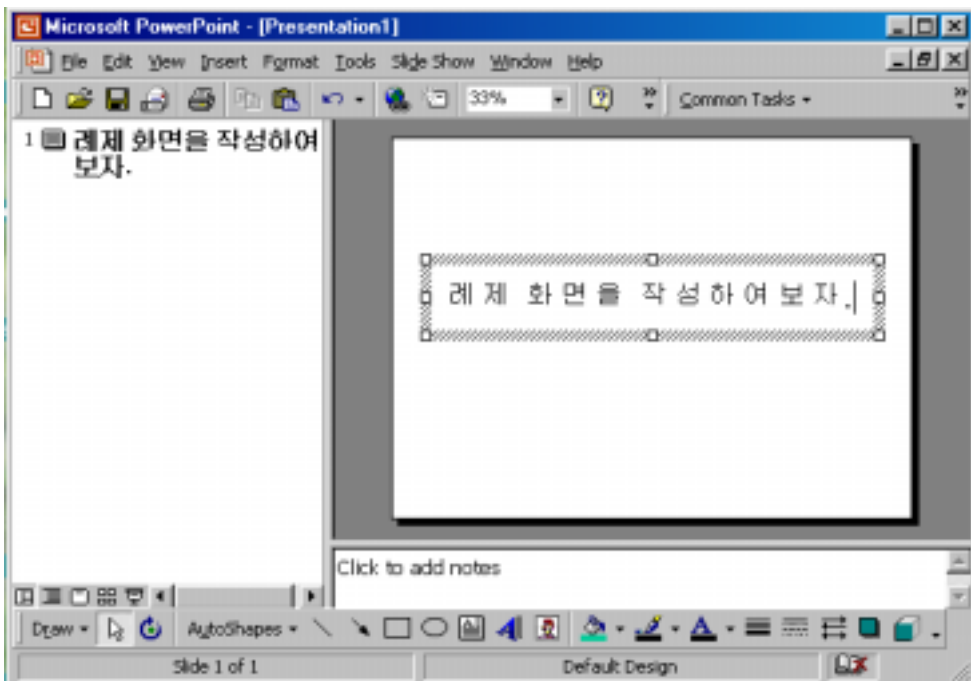 Microsoft PowerPoint - [Presentation1]
File Edit View Insert Format Tools Slide Show Window Help
33% Common Tasks
1 례제 화면을 작성하여
보자.
례제 화면을 작성하여보자.
Click to add notes
Draw AutoShapes
Slide 1 of 1 Default Design